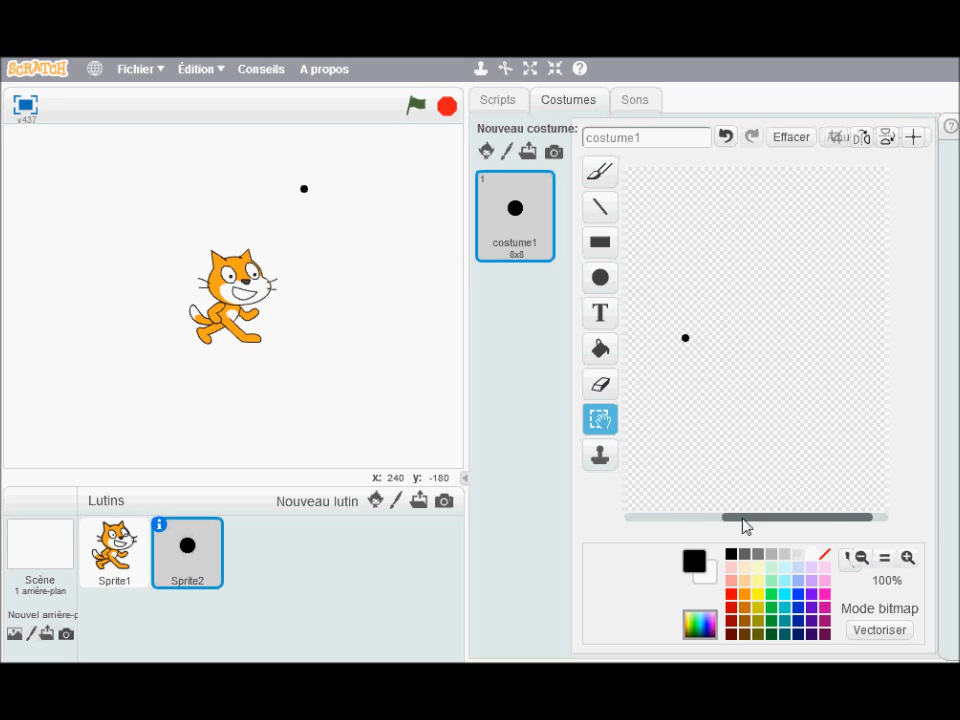 SCRATCH Fichier Édition Conseils A propos
v437
Scripts Costumes Sons
Nouveau costume:
costume1 Effacer
1
costume1
8x8
T
x: 240 y: -180
Lutins Nouveau lutin
Sprite1 Sprite2
Scène
1 arrière-plan
Nouvel arrière-p
100%
Mode bitmap
Vectoriser